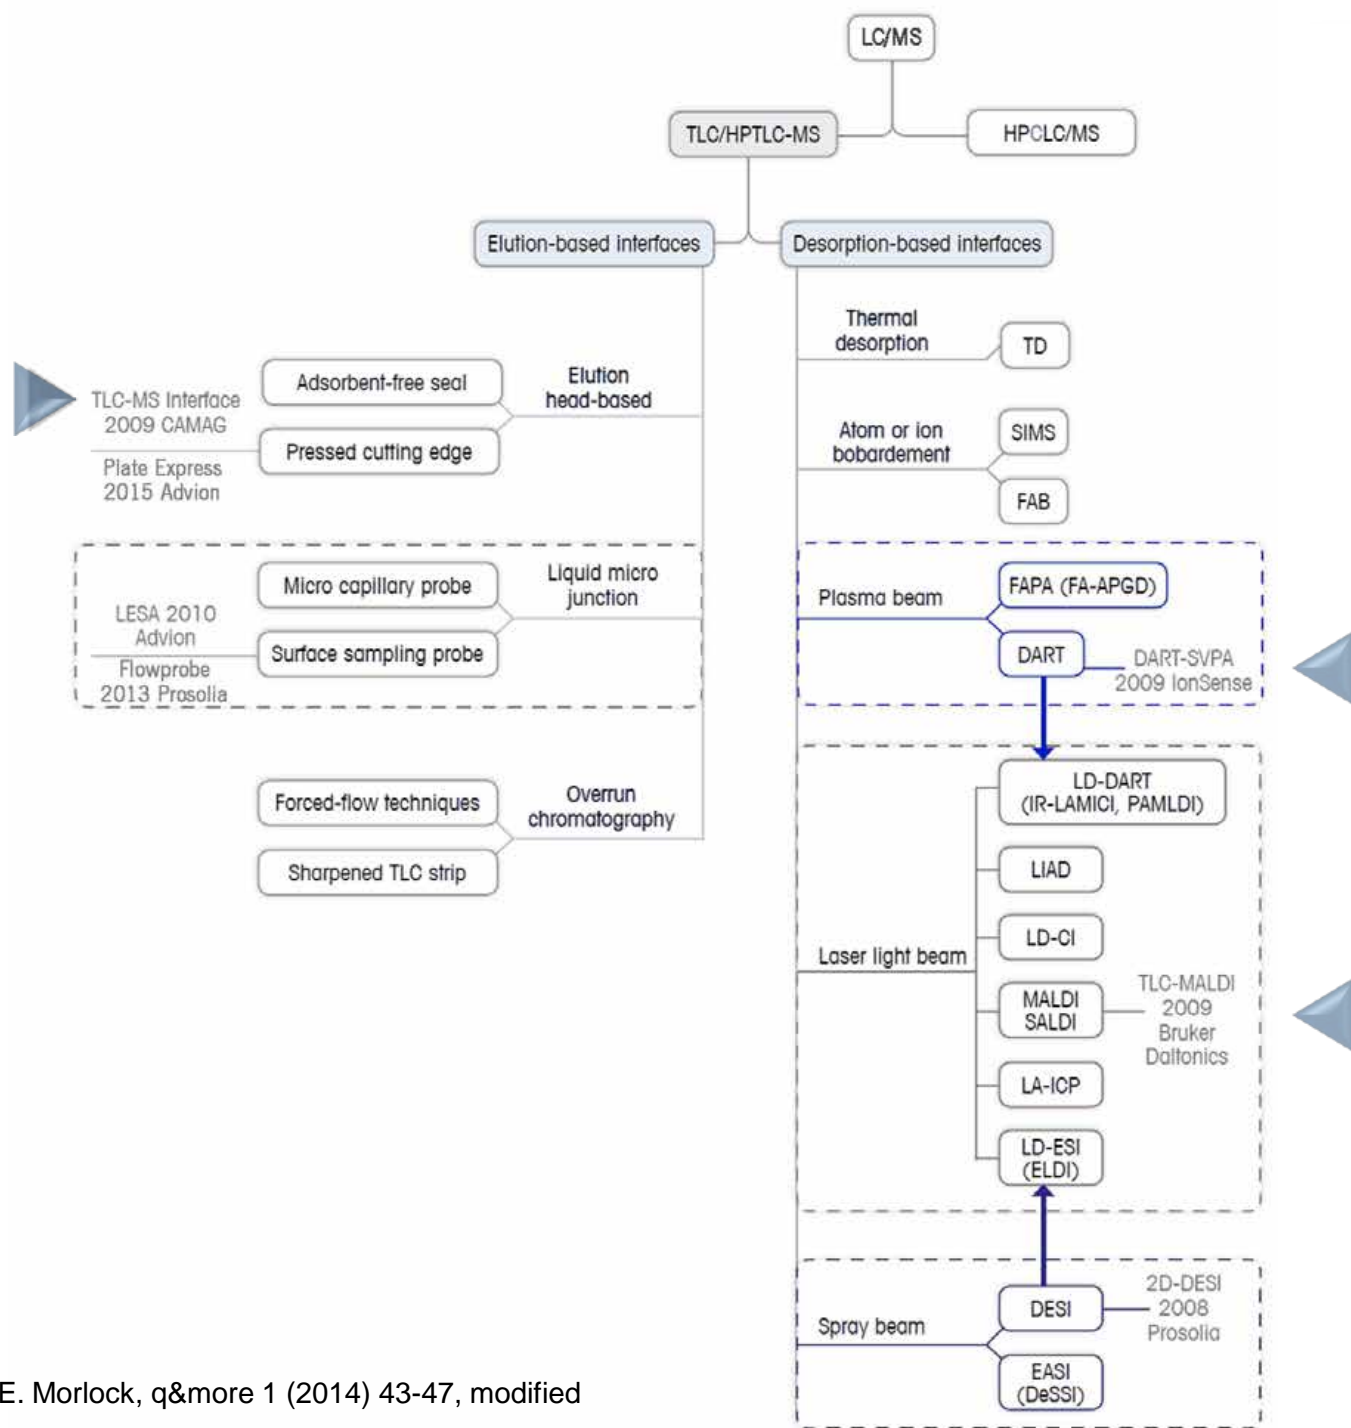 LC/MS
TLC/HPTLC-MS
HPCLC/MS
Elution-based interfaces
Desorption-based interfaces
Elution
head-based
Adsorbent-free seal
Pressed cutting edge
TLC-MS Interface
2009 CAMAG
Plate Express
2015 Advion
Liquid micro
junction
Micro capillary probe
Surface sampling probe
LESA 2010
Advion
Flowprobe
2013 Prosolia
Overrun
chromatography
Forced-flow techniques
Sharpened TLC strip
Thermal
desorption
TD
Atom or ion
bobardement
SIMS
FAB
Plasma beam
FAPA (FA-APGD)
DART
DART-SVPA
2009 IonSense
Laser light beam
LD-DART
(IR-LAMICI, PAMLDI)
LIAD
LD-CI
MALDI
SALDI
TLC-MALDI
2009
Bruker
Daltonics
LA-ICP
LD-ESI
(ELDI)
Spray beam
DESI
2D-DESI
2008
Prosolia
EASI
(DeSSI)
E. Morlock, q&more 1 (2014) 43-47, modified